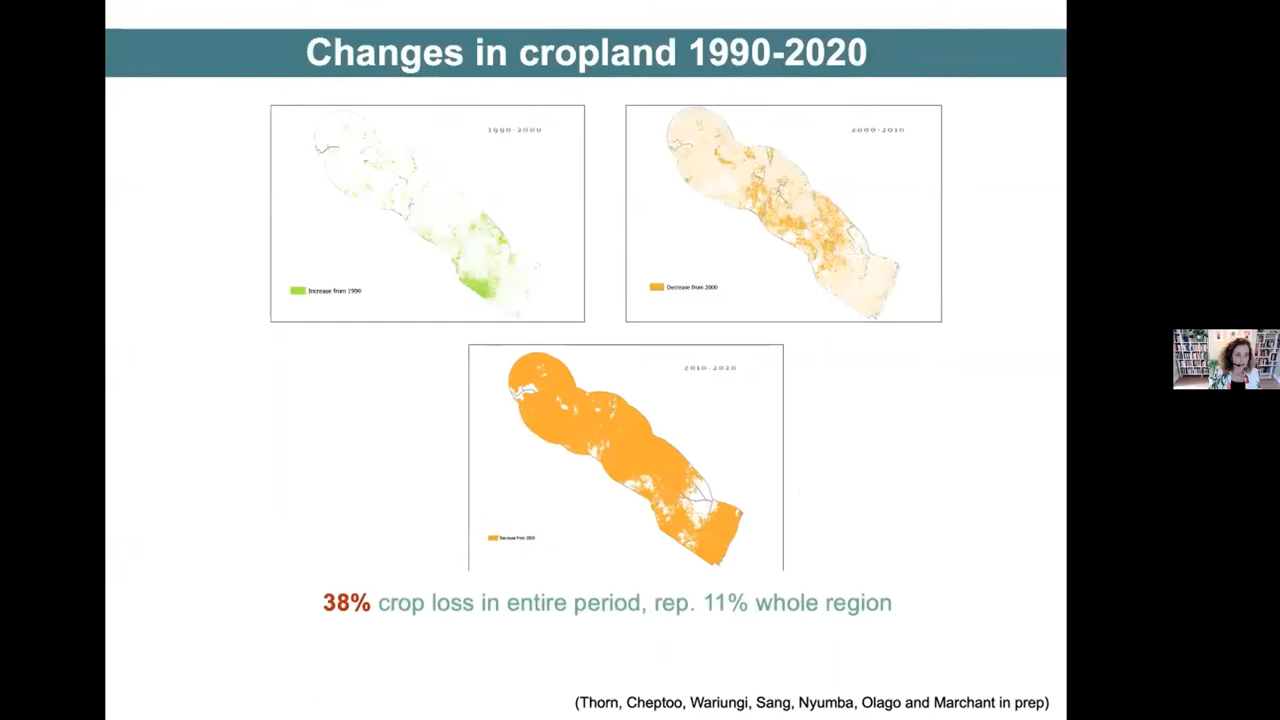 Changes in cropland 1990-2020
1990-2000
Increase from 1990
2000-2010
Decrease from 2000
2010-2020
Decrease from 2010
38% crop loss in entire period, rep. 11% whole region
(Thorn, Cheptoo, Wariungi, Sang, Nyumba, Olago and Marchant in prep)